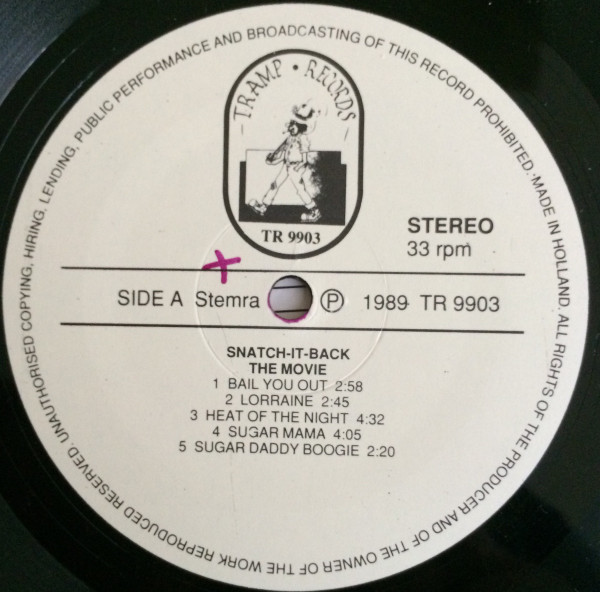 TRAMP • RECORDS
TR 9903
STEREO
33 rpm
SIDE A Stemra Ⓟ 1989 TR 9903
SNATCH-IT-BACK
THE MOVIE
1 BAIL YOU OUT 2:58
2 LORRAINE 2:45
3 HEAT OF THE NIGHT 4:32
4 SUGAR MAMA 4:05
5 SUGAR DADDY BOOGIE 2:20
UNAUTHORISED COPYING, HIRING, LENDING, PUBLIC PERFORMANCE AND BROADCASTING OF THIS RECORD PROHIBITED. MADE IN HOLLAND. ALL RIGHTS OF THE PRODUCER AND OF THE OWNER OF THE WORK REPRODUCED RESERVED.